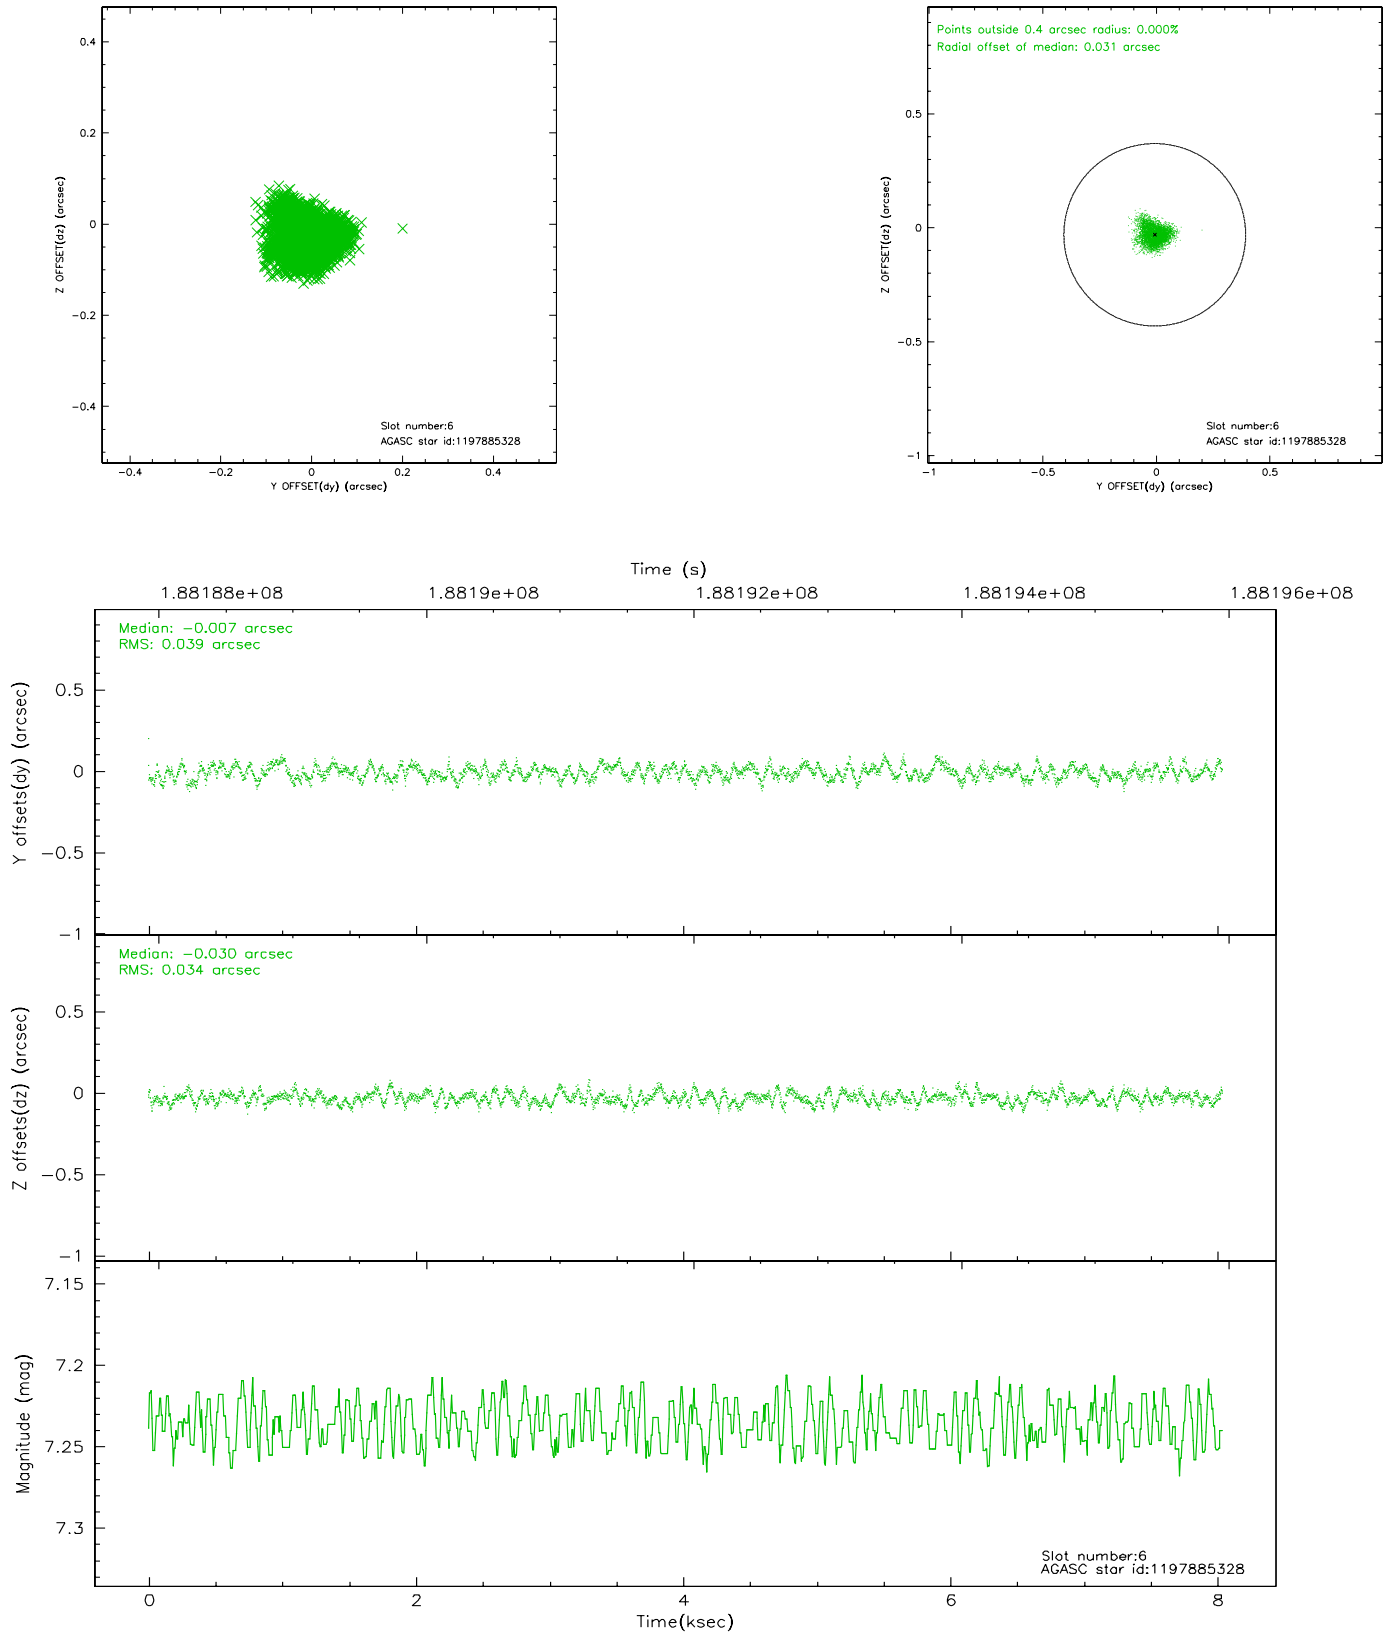 0.4
0.2
0
−0.2
−0.4
Z OFFSET(dz) (arcsec)
Slot number:6
AGASC star id:1197885328
−0.4 −0.2 0 0.2 0.4
Y OFFSET(dy) (arcsec)
Points outside 0.4 arcsec radius: 0.000%
Radial offset of median: 0.031 arcsec
0.5
0
−0.5
−1
Z OFFSET(dz) (arcsec)
Slot number:6
AGASC star id:1197885328
−1 −0.5 0 0.5
Y OFFSET(dy) (arcsec)
Time (s)
1.88188e+08 1.8819e+08 1.88192e+08 1.88194e+08 1.88196e+08
Median: −0.007 arcsec
RMS: 0.039 arcsec
0.5
0
−0.5
−1
Y offsets(dy) (arcsec)
Median: −0.030 arcsec
RMS: 0.034 arcsec
0.5
0
−0.5
−1
Z offsets(dz) (arcsec)
7.15
7.2
7.25
7.3
Magnitude (mag)
Slot number:6
AGASC star id:1197885328
0 2 4 6 8
Time(ksec)